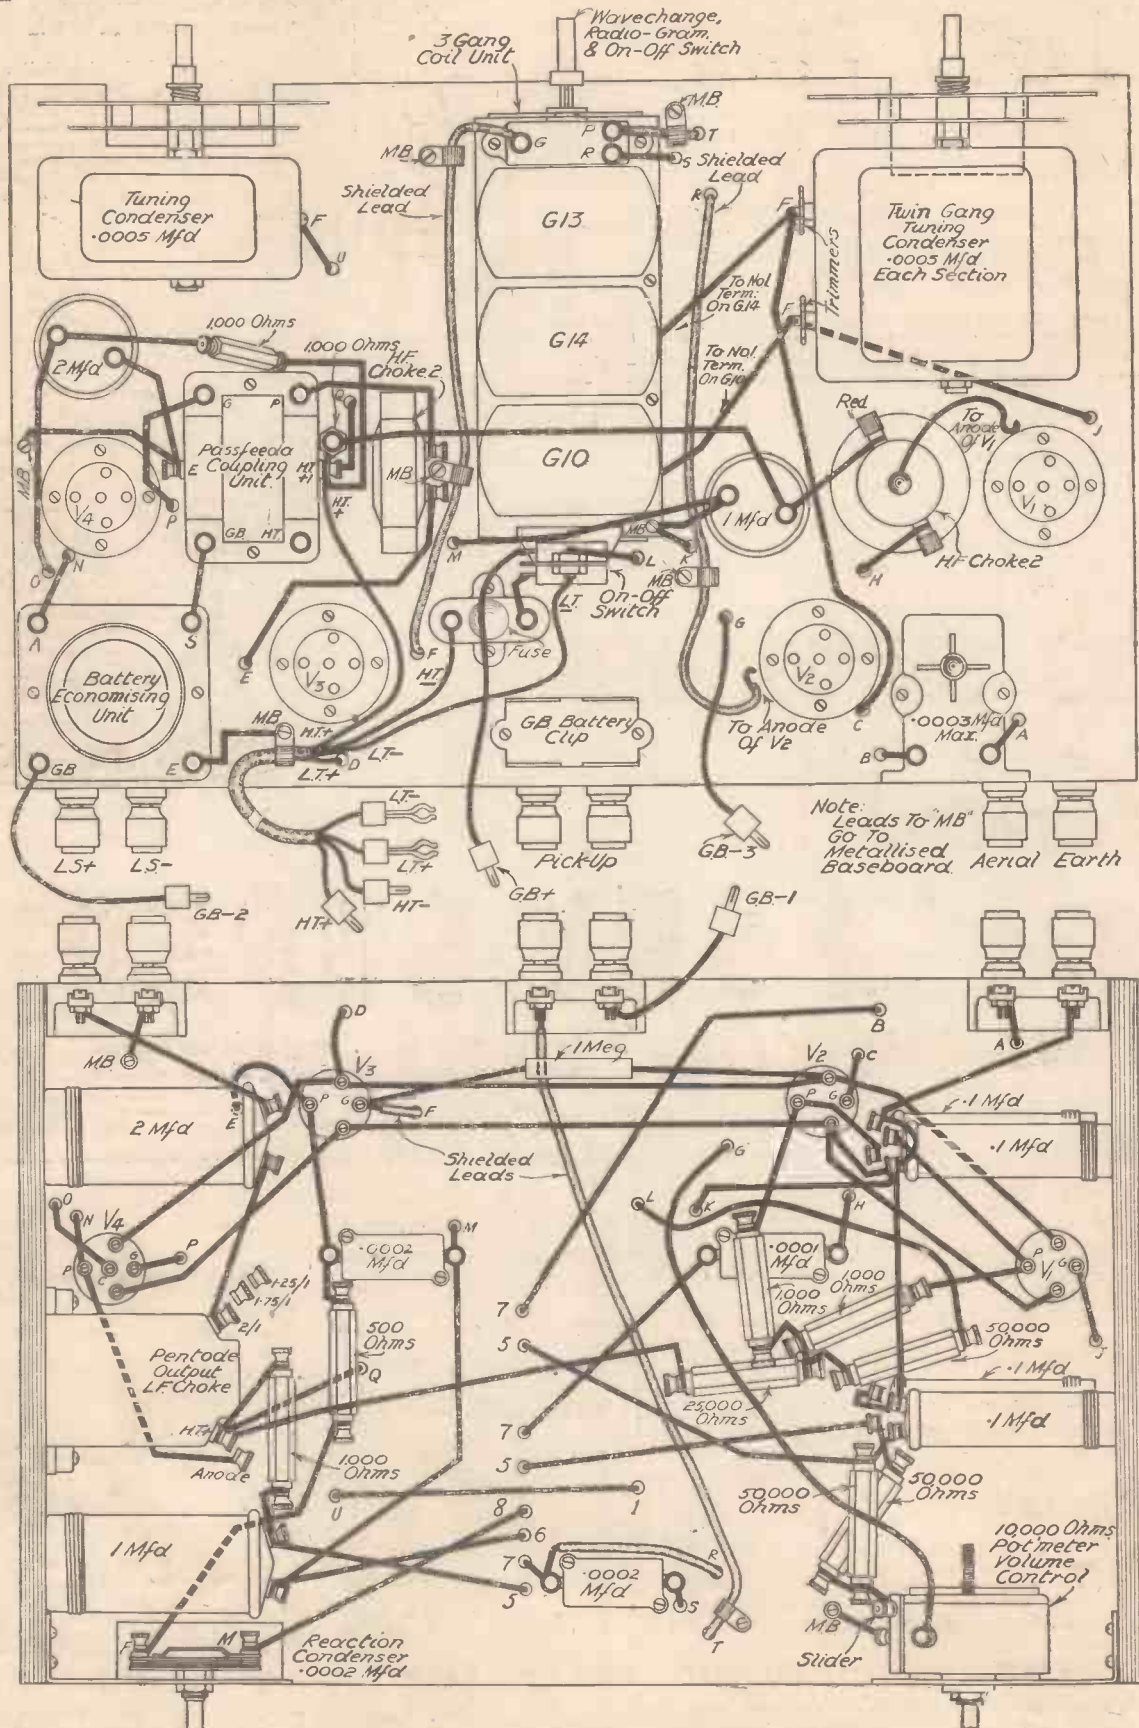 Wavechange,
Radio-Gram.
& On-Off Switch
3 Gang
Coil Unit
M.B.
G
P
T
R
S
Shielded
Lead
M.B.
Shielded
Lead
R
Tuning
Condenser
.0005 Mfd
F
U
G13
F
Trimmers
Twin Gang
Tuning
Condenser
.0005 Mfd
Each Section
To No1
Term:
On G14
F
1,000 Ohms
1,000 Ohms
H.F.
Choke 2
2 Mfd
G14
To No1.
Term.
On G10
G
P
Q
Red
To
Anode
Of V1
J
MB
E
Passfeeda
Coupling
Unit.
HT
+1
H.T.
+
MB
G10
V4
P
1 Mfd
V1
GB
HT
M
MB
K
L
H
HF Choke 2
O
N
MB
LT
On-Off
Switch
A
S
Fuse
G
V3
E
F
HT
V2
Battery
Economising
Unit
MB
HT+
LT-
LT+
D
GB Battery
Clip
To Anode
Of V2
C
.0003 Mfd
Max.
A
B
GB
E
LT-
LT+
HT-
HT+
LS+
LS-
Pick-Up
GB-3
Note:
Leads To "MB"
Go To
Metallised
Baseboard.
Aerial
Earth
GB-2
GB+
GB-1
D
B
A
MB
1 Meg
V3
V2
C
P
G
F
P
G
2 Mfd
E
.1 Mfd
.1 Mfd
Shielded
Leads
G
O
N
V4
P
L
K
H
M
P
C
G
.0002
Mfd
.0001
Mfd
P
V1
G
1,000
Ohms
1,000
Ohms
1·25/1
1·75/1
2/1
7
500
Ohms
50,000
Ohms
5
J
Pentode
Output
L.F. Choke
Q
.1 Mfd
25,000
Ohms
HT+
7
.1 Mfd
Anode
1,000
Ohms
5
50,000
Ohms
50,000
Ohms
U
1
8
6
1 Mfd
7
.0002
Mfd
R
10,000 Ohms
Pot'meter
Volume
Control
5
S
MB
F
M
Reaction
Condenser
.0002 Mfd
T
Slider